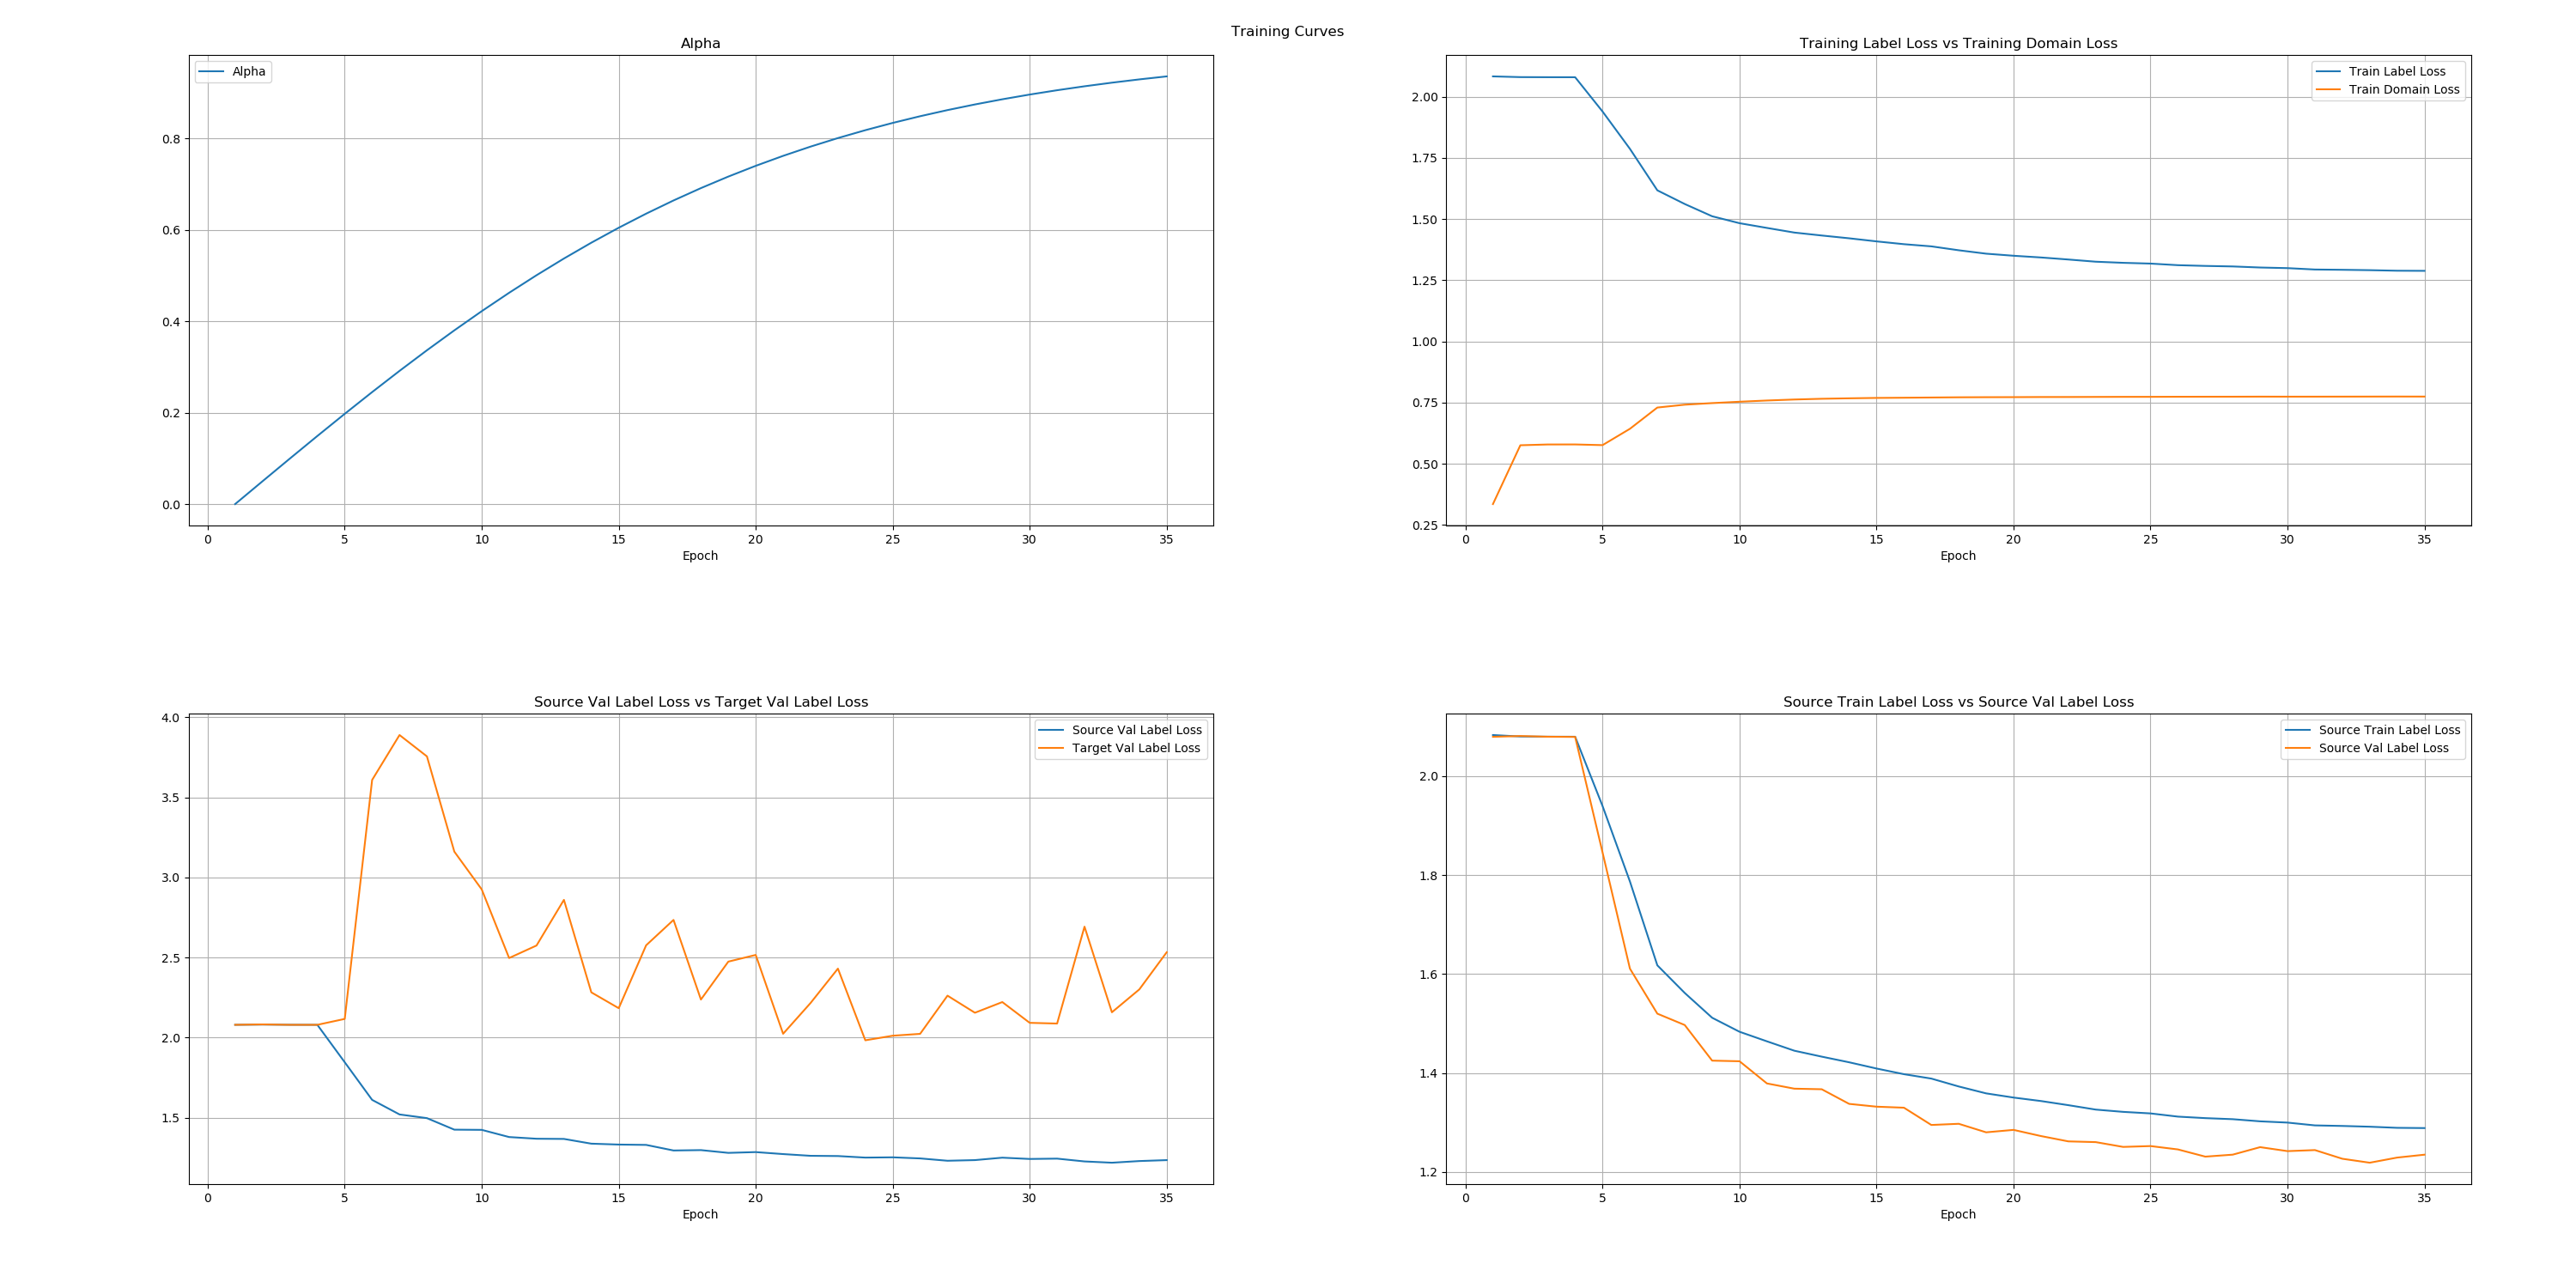 Training Curves
Alpha
Alpha
0.8
0.6
0.4
0.2
0.0
0 5 10 15 20 25 30 35
Epoch
Training Label Loss vs Training Domain Loss
Train Label Loss
Train Domain Loss
2.00
1.75
1.50
1.25
1.00
0.75
0.50
0.25
0 5 10 15 20 25 30 35
Epoch
Source Val Label Loss vs Target Val Label Loss
Source Val Label Loss
Target Val Label Loss
4.0
3.5
3.0
2.5
2.0
1.5
0 5 10 15 20 25 30 35
Epoch
Source Train Label Loss vs Source Val Label Loss
Source Train Label Loss
Source Val Label Loss
2.0
1.8
1.6
1.4
1.2
0 5 10 15 20 25 30 35
Epoch